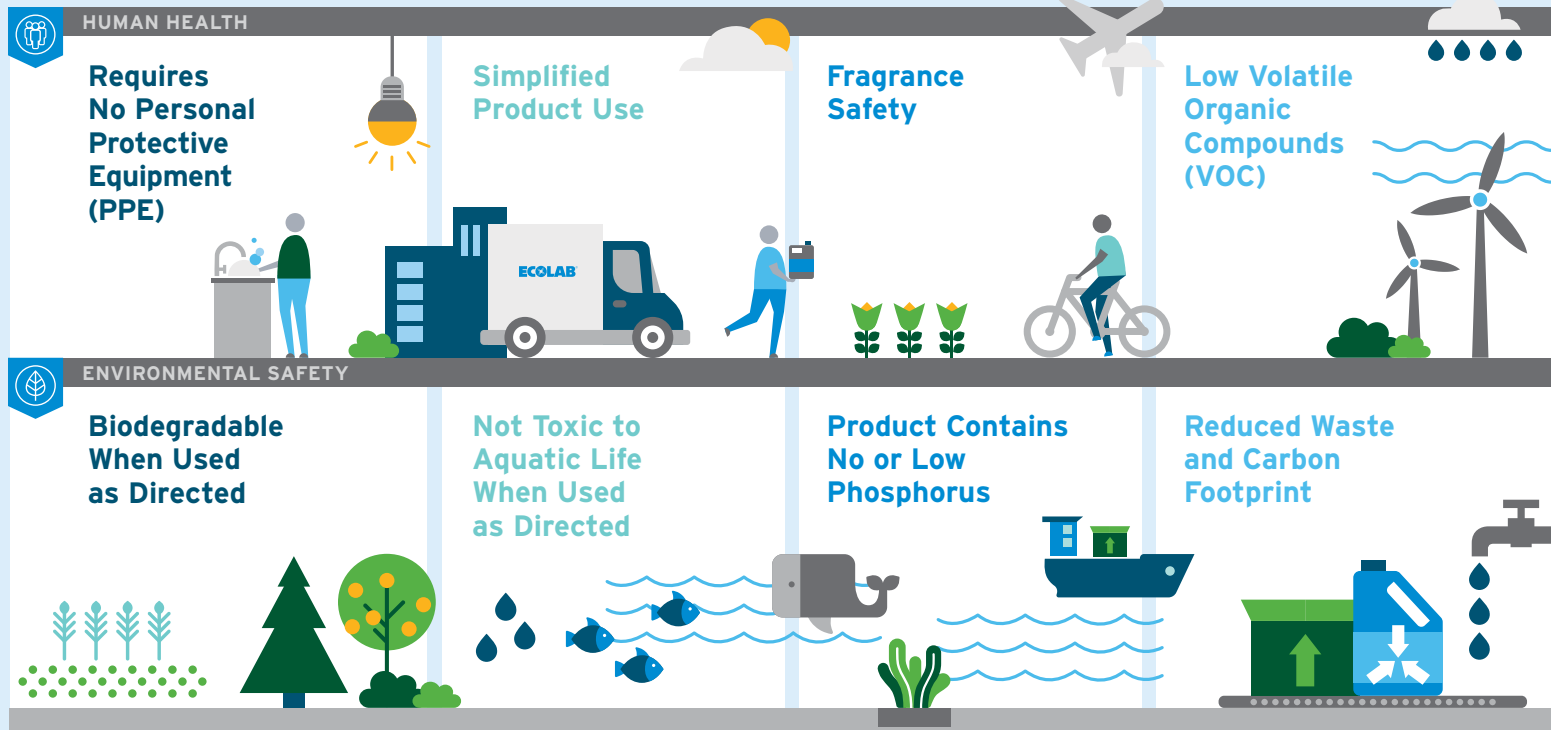 HUMAN HEALTH
Requires
No Personal
Protective
Equipment
(PPE)
Simplified
Product Use
Fragrance
Safety
Low Volatile
Organic
Compounds
(VOC)
ECOLAB
ENVIRONMENTAL SAFETY
Biodegradable
When Used
as Directed
Not Toxic to
Aquatic Life
When Used
as Directed
Product Contains
No or Low
Phosphorus
Reduced Waste
and Carbon
Footprint